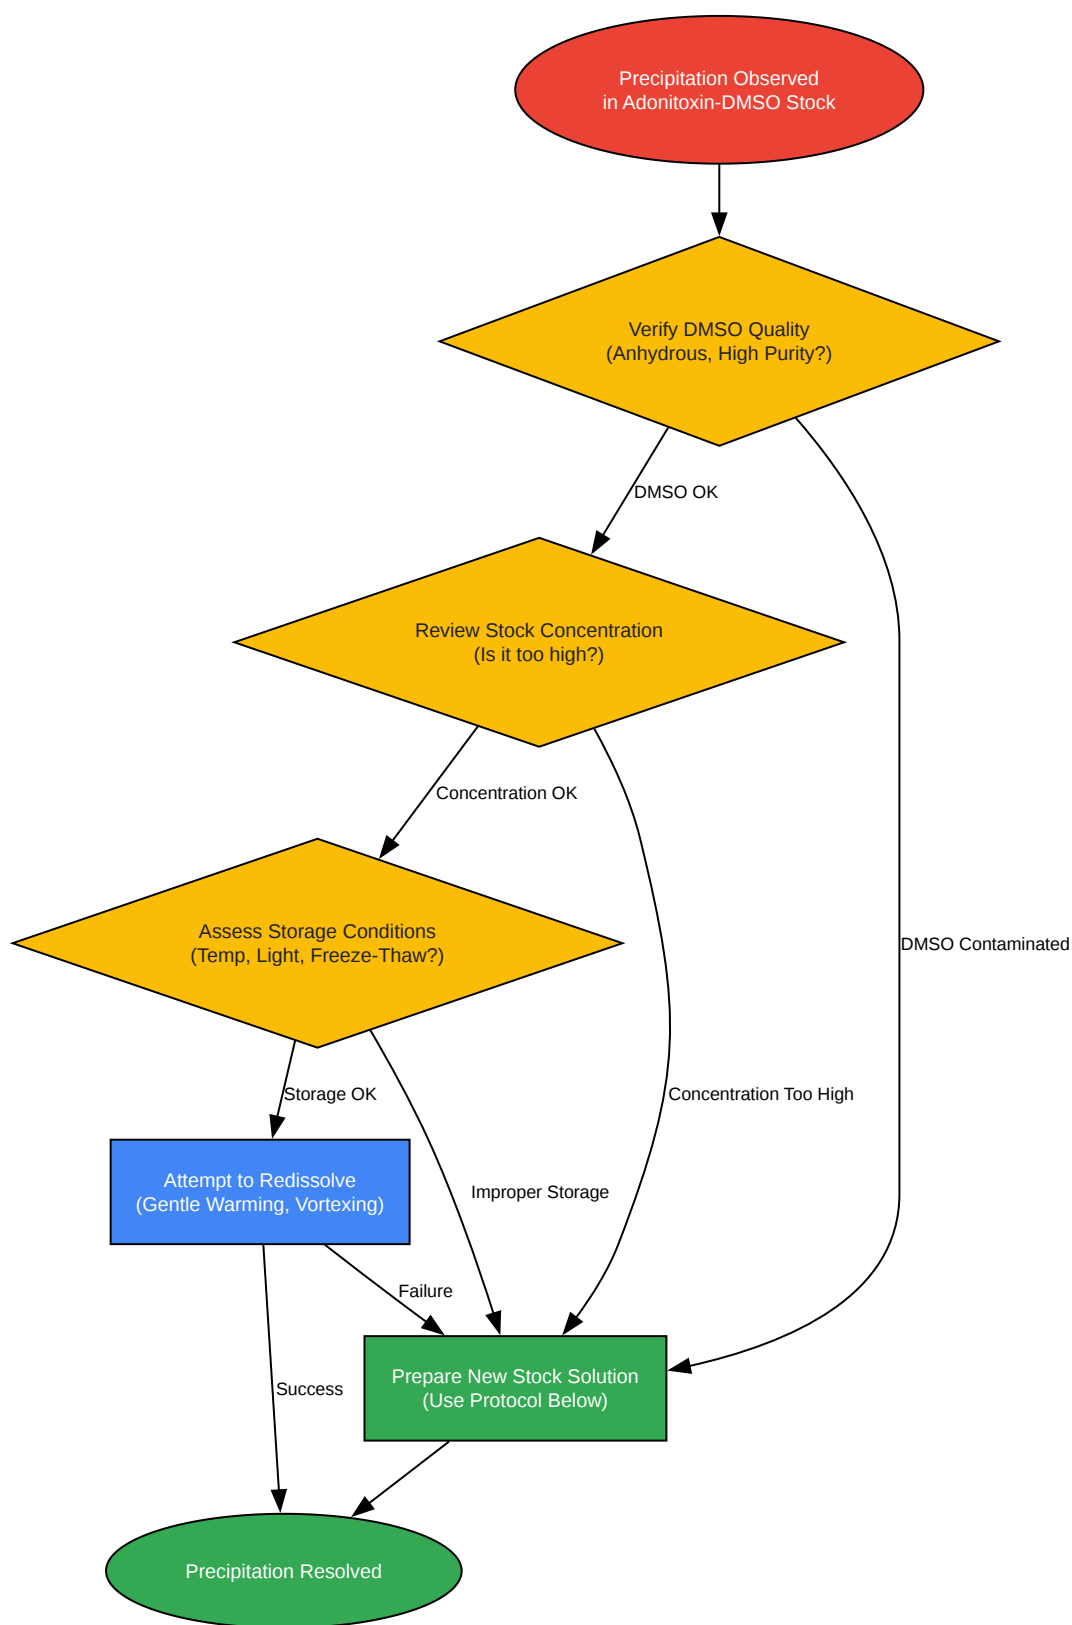 Precipitation Observed
in Adonitoxin-DMSO Stock
Verify DMSO Quality
(Anhydrous, High Purity?)
DMSO OK
Review Stock Concentration
(Is it too high?)
Concentration OK
Assess Storage Conditions
(Temp, Light, Freeze-Thaw?)
DMSO Contaminated
Storage OK
Concentration Too High
Attempt to Redissolve
(Gentle Warming, Vortexing)
Improper Storage
Failure
Prepare New Stock Solution
(Use Protocol Below)
Success
Precipitation Resolved